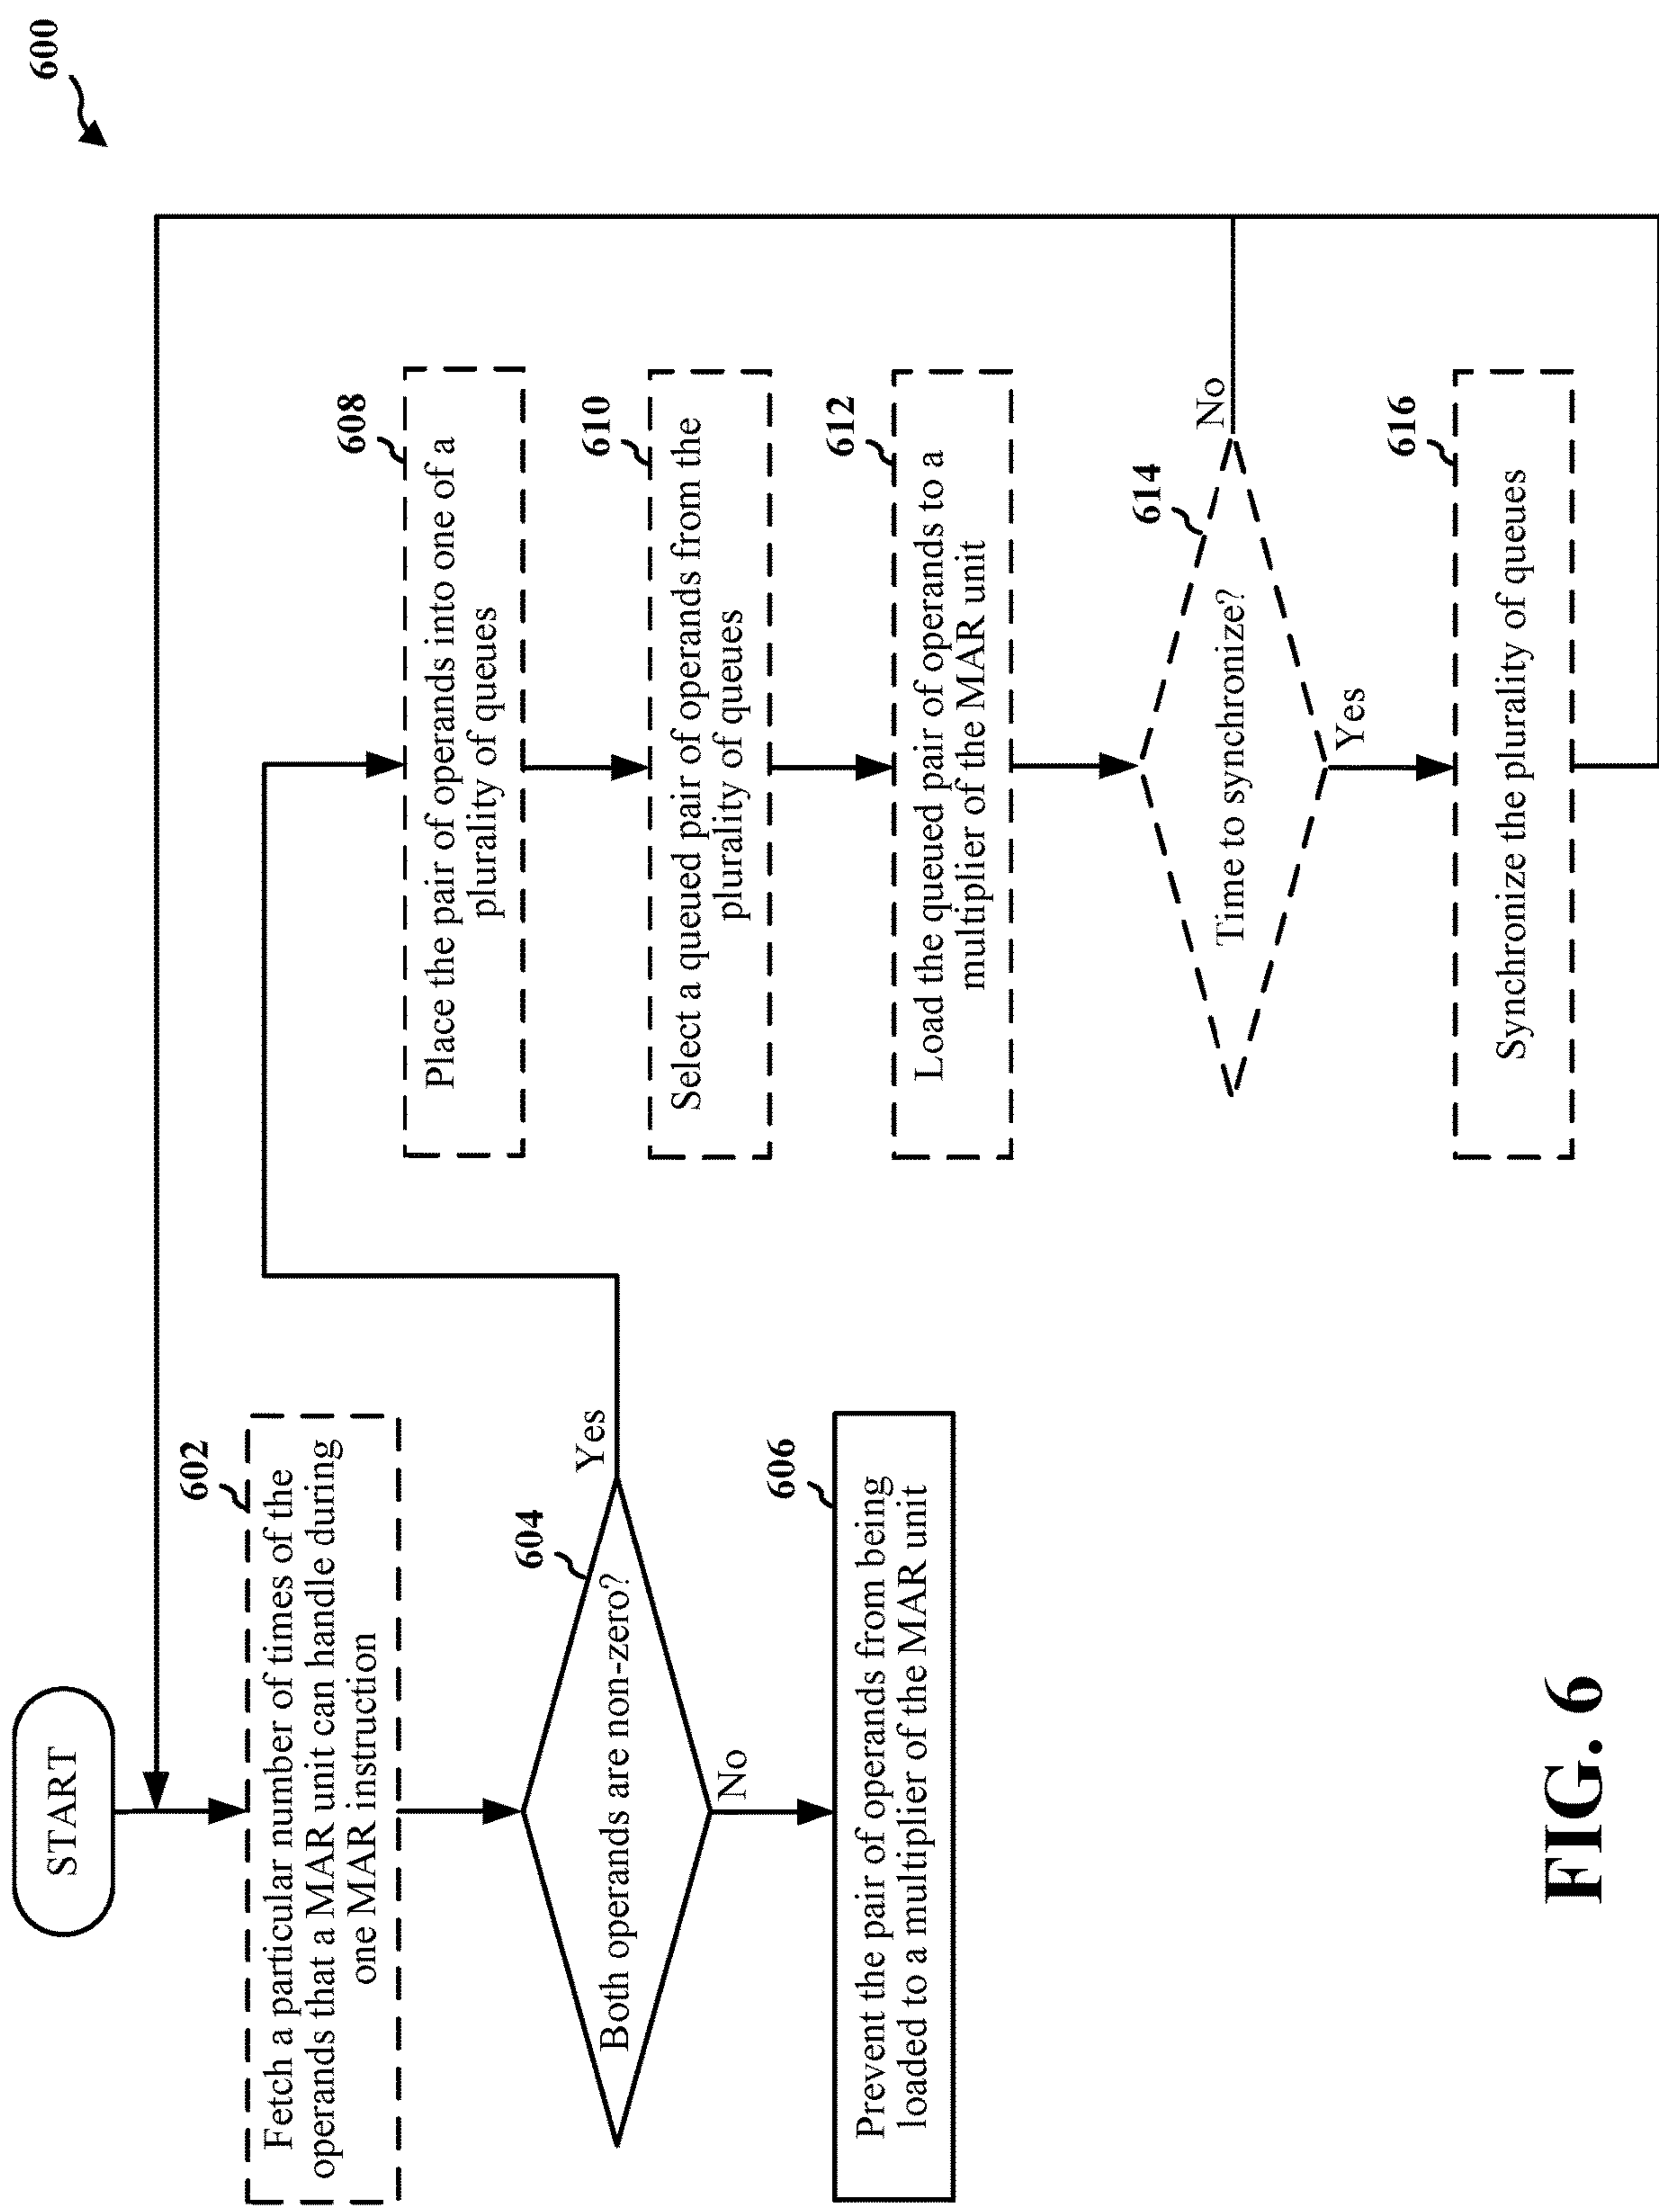 600
START
602
Fetch a particular number of times of the
operands that a MAR unit can handle during
one MAR instruction
604
Both operands are non-zero?
Yes
No
606
Prevent the pair of operands from being
loaded to a multiplier of the MAR unit
608
Place the pair of operands into one of a
plurality of queues
610
Select a queued pair of operands from the
plurality of queues
612
Load the queued pair of operands to a
multiplier of the MAR unit
614
Time to synchronize?
No
Yes
616
Synchronize the plurality of queues
FIG. 6